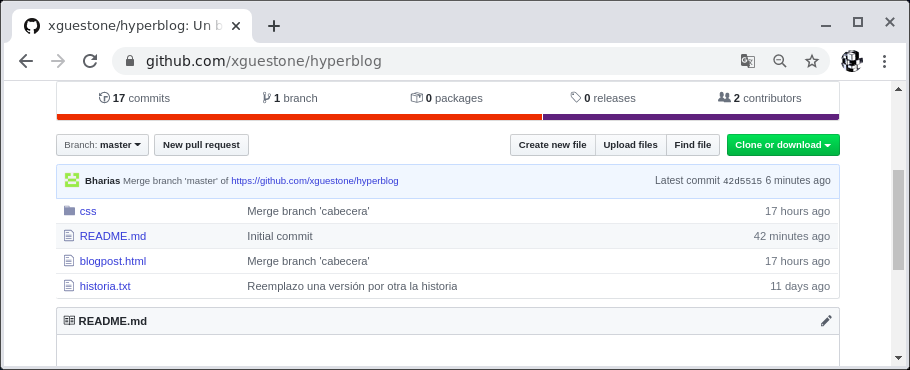 xguestone/hyperblog: Un b
github.com/xguestone/hyperblog
17 commits 1 branch 0 packages 0 releases 2 contributors
Branch: master New pull request Create new file Upload files Find file Clone or download
Bharias Merge branch 'master' of https://github.com/xguestone/hyperblog Latest commit 42d5515 6 minutes ago
css Merge branch 'cabecera' 17 hours ago
README.md Initial commit 42 minutes ago
blogpost.html Merge branch 'cabecera' 17 hours ago
historia.txt Reemplazo una versión por otra la historia 11 days ago
README.md